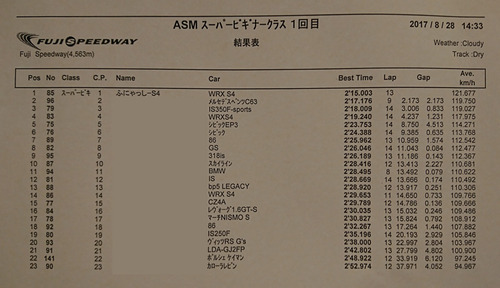 ASM スーパービギナークラス 1回目
2017 / 8 / 28 14:33
FUJI SPEEDWAY
結果表
Weather :Cloudy
Fuji Speedway(4,563m)
Track :Dry
Pos No Class C.P. Name Car Best Time Lap Gap Ave. km/h
1 85 スーパービギ 1 ふにゃっしーS4 WRX S4 2'15.003 13 121.677
2 96 2 メルセデスベンツC63 2'17.176 9 2.173 2.173 119.750
3 79 3 IS350F-sports 2'18.009 14 3.006 0.833 119.027
4 83 4 WRXS4 2'19.240 14 4.237 1.231 117.975
5 75 5 シビックEP3 2'23.753 14 8.750 4.513 114.271
6 76 6 シビック 2'24.388 14 9.385 0.635 113.768
7 89 7 86 2'25.962 13 10.959 1.574 112.542
8 82 8 GS 2'26.046 14 11.043 0.084 112.477
9 95 9 318is 2'26.189 13 11.186 0.143 112.367
10 87 10 スカイライン 2'28.416 12 13.413 2.227 110.681
11 94 11 BMW 2'28.495 8 13.492 0.079 110.622
12 81 12 IS 2'28.669 14 13.666 0.174 110.492
13 88 13 bp5 LEGACY 2'28.920 12 13.917 0.251 110.306
14 86 14 WRX S4 2'29.653 11 14.650 0.733 109.766
15 77 15 CZ4A 2'29.789 12 14.786 0.136 109.666
16 84 16 レヴォーグ1.6GT-S 2'30.035 13 15.032 0.246 109.486
17 78 17 マーチNISMO S 2'30.827 13 15.824 0.792 108.912
18 92 18 86 2'32.267 13 17.264 1.440 107.882
19 80 19 IS250F 2'35.196 14 20.193 2.929 105.846
20 93 20 ヴィッツRS G's 2'38.000 12 22.997 2.804 103.967
21 91 21 LDA-GJ2FP 2'42.802 13 27.799 4.802 100.900
22 141 22 ポルシェ ケイマン 2'48.922 12 33.919 6.120 97.245
23 90 23 カローラレビン 2'52.974 12 37.971 4.052 94.967